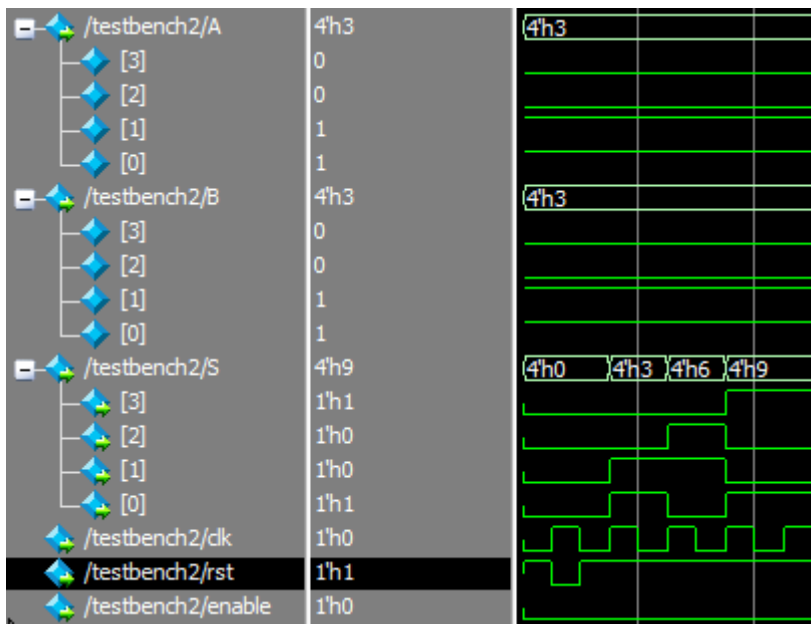 /testbench2/A 4'h3 4'h3
[3] 0
[2] 0
[1] 1
[0] 1
/testbench2/B 4'h3 4'h3
[3] 0
[2] 0
[1] 1
[0] 1
/testbench2/S 4'h9 4'h0 4'h3 4'h6 4'h9
[3] 1'h1
[2] 1'h0
[1] 1'h0
[0] 1'h1
/testbench2/clk 1'h0
/testbench2/rst 1'h1
/testbench2/enable 1'h0